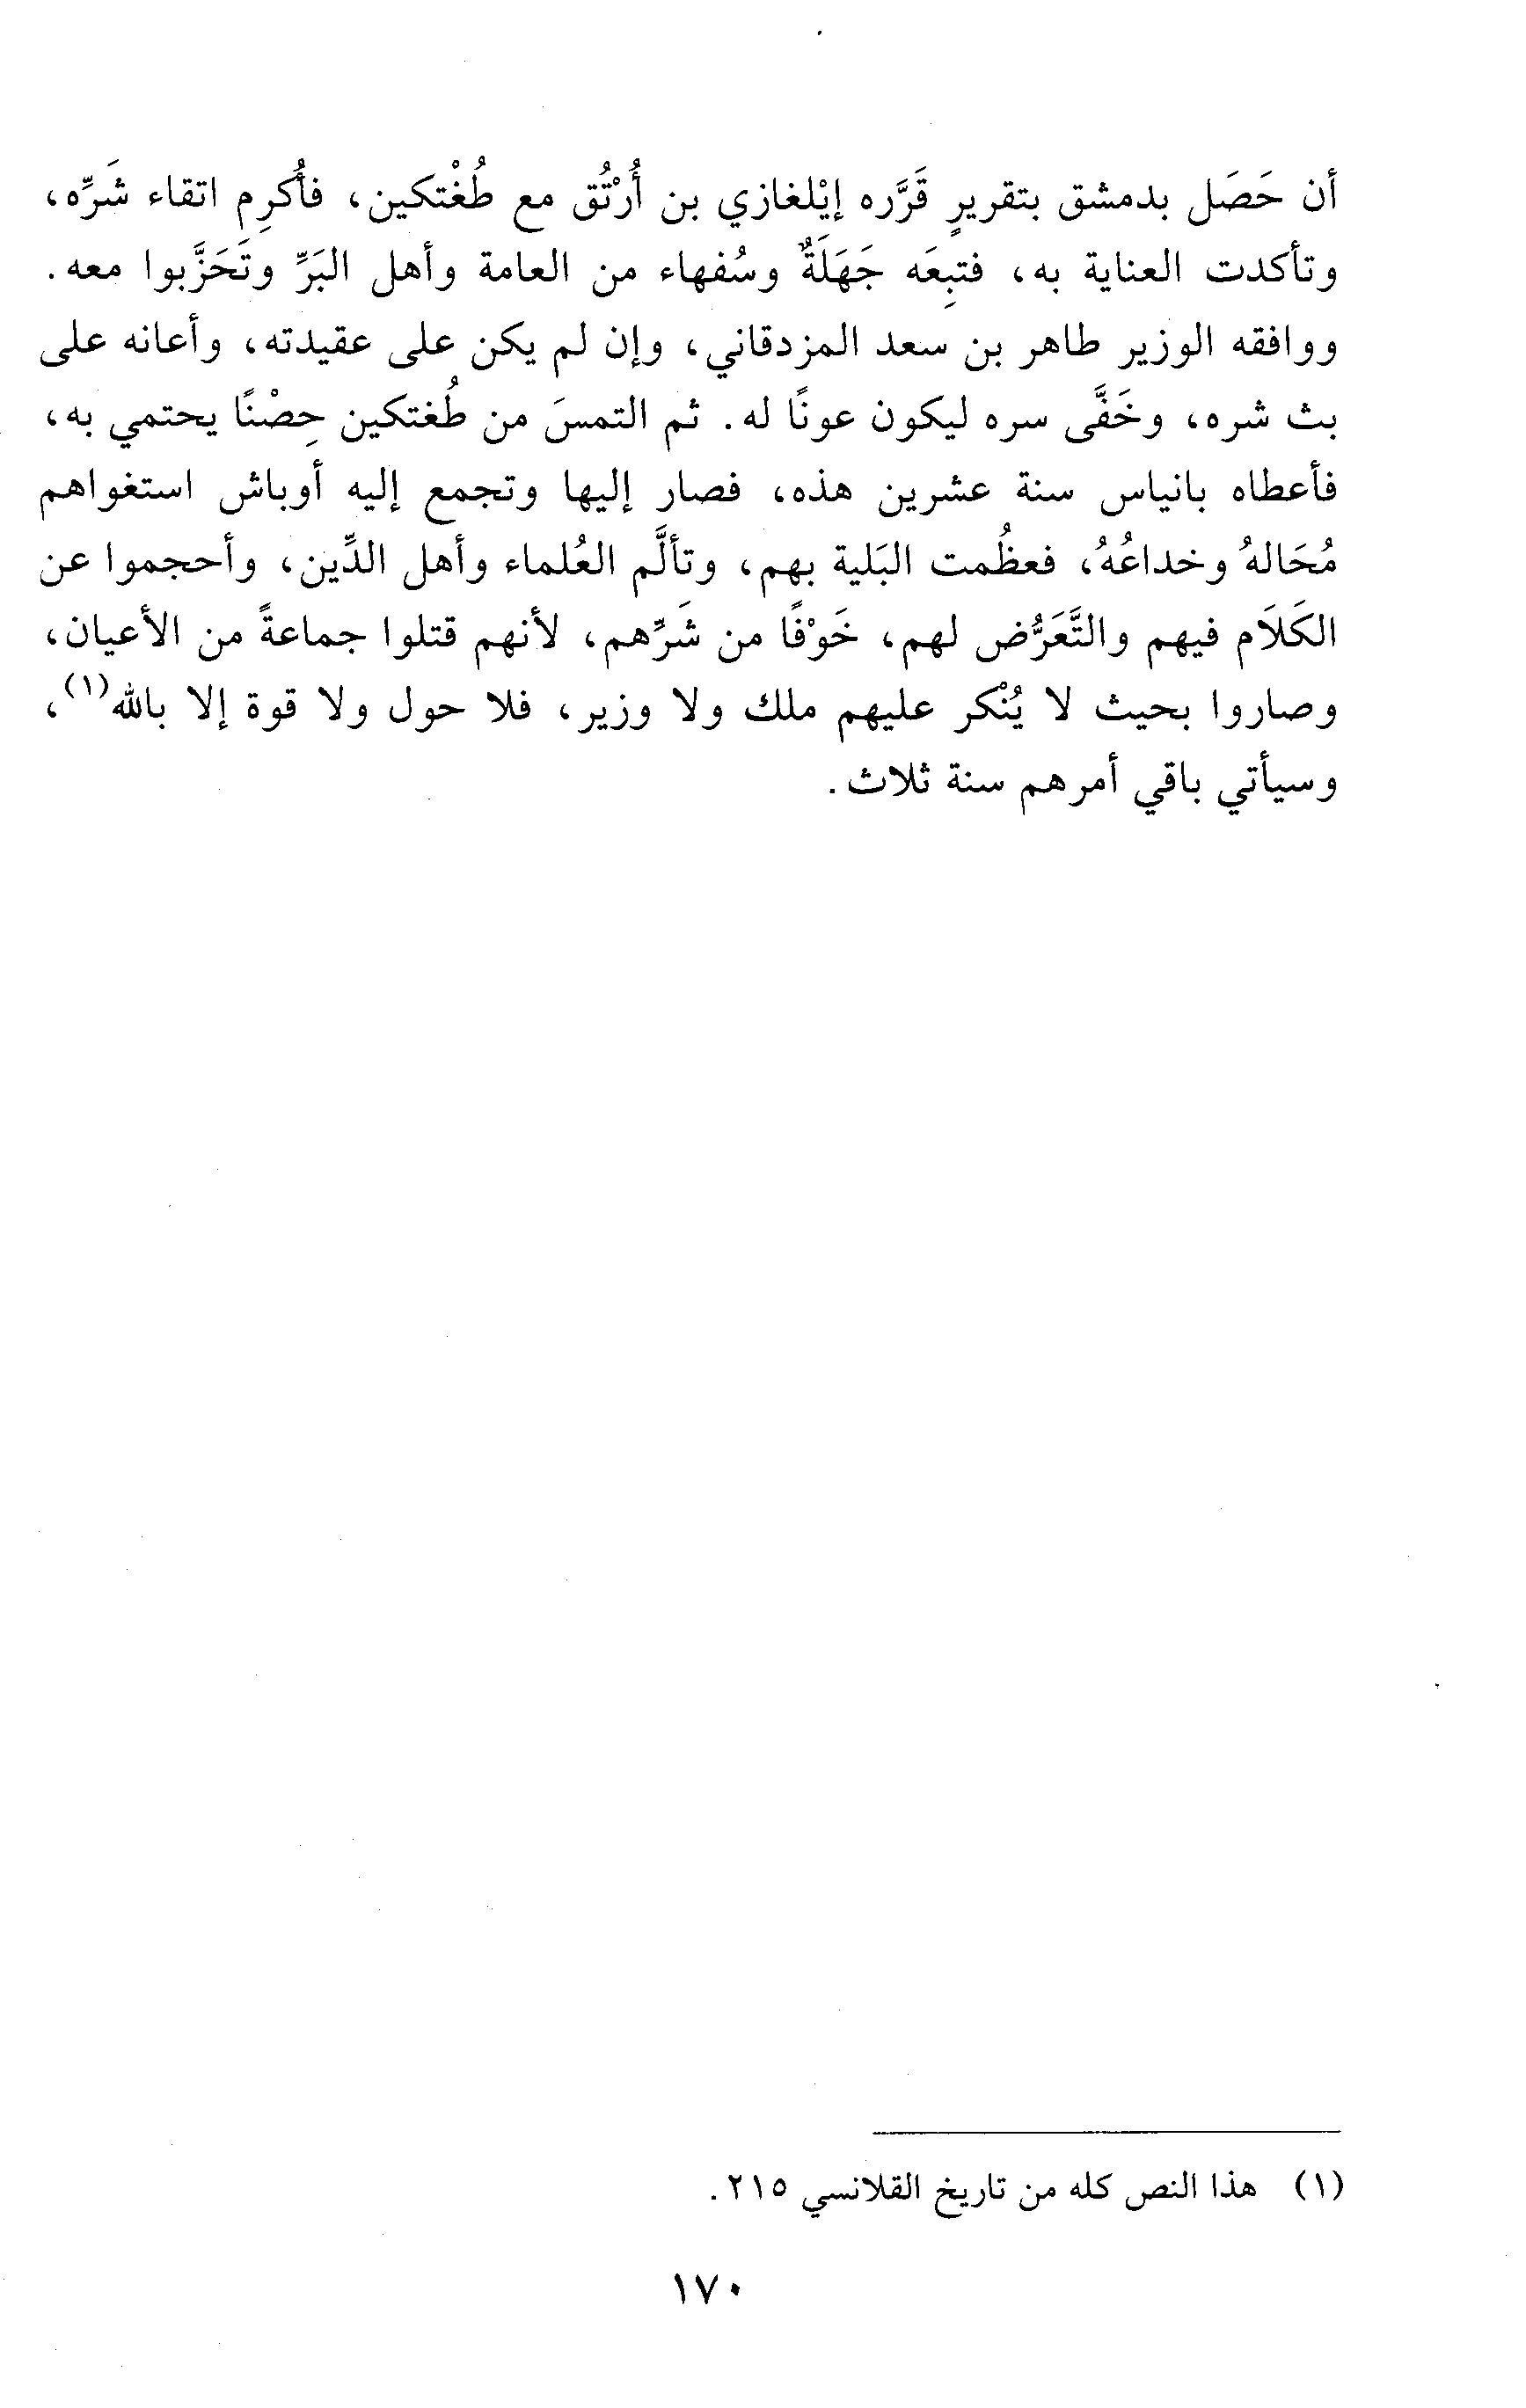 أن حَصَل بدمشق بتقريرٍ قَرَّره إيْلغازي بن أُرْتُق مع طُغْتكين، فأُكرِم اتقاء شَرِّه،
وتأكدت العناية به، فتبِعَه جَهَلَةٌ وسُفهاء من العامة وأهل البَرِّ وتَحَزَّبوا معه.
ووافقه الوزير طاهر بن سعد المزدقاني، وإن لم يكن على عقيدته، وأعانه على
بث شره، وخَفَّى سره ليكون عونًا له. ثم التمسَ من طُغتكين حِصْنًا يحتمي به،
فأعطاه بانياس سنة عشرين هذه، فصار إليها وتجمع إليه أوباش استغواهم
مُحَالهُ وخداعُهُ، فعظُمت البَلية بهم، وتألَّم العُلماء وأهل الدِّين، وأحجموا عن
الكَلاَم فيهم والتَّعَرُّض لهم، خَوْفًا من شَرِّهم، لأنهم قتلوا جماعةً من الأعيان،
وصاروا بحيث لا يُنْكر عليهم ملك ولا وزير، فلا حول ولا قوة إلا بالله(١)،
وسيأتي باقي أمرهم سنة ثلاث.
(١) هذا النص كله من تاريخ القلانسي ٢١٥.
١٧٠